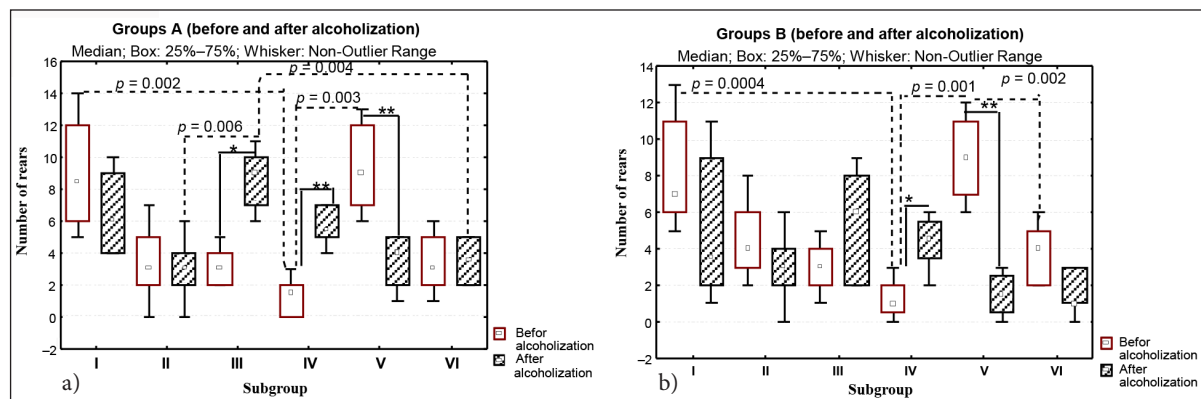 Groups A (before and after alcoholization)
Median; Box: 25%–75%; Whisker: Non-Outlier Range
p = 0.004
p = 0.002
p = 0.003
p = 0.006
*
**
**
16
14
12
10
8
6
4
2
0
−2
Number of rears
I II III IV V VI
Subgroup
Befor
alcoholization
After
alcoholization
a)
Groups B (before and after alcoholization)
Median; Box: 25%–75%; Whisker: Non-Outlier Range
p = 0.0004
p = 0.001
p = 0.002
**
*
14
12
10
8
6
4
2
0
−2
Number of rears
I II III IV V VI
Subgroup
Befor
alcoholization
After
alcoholization
b)